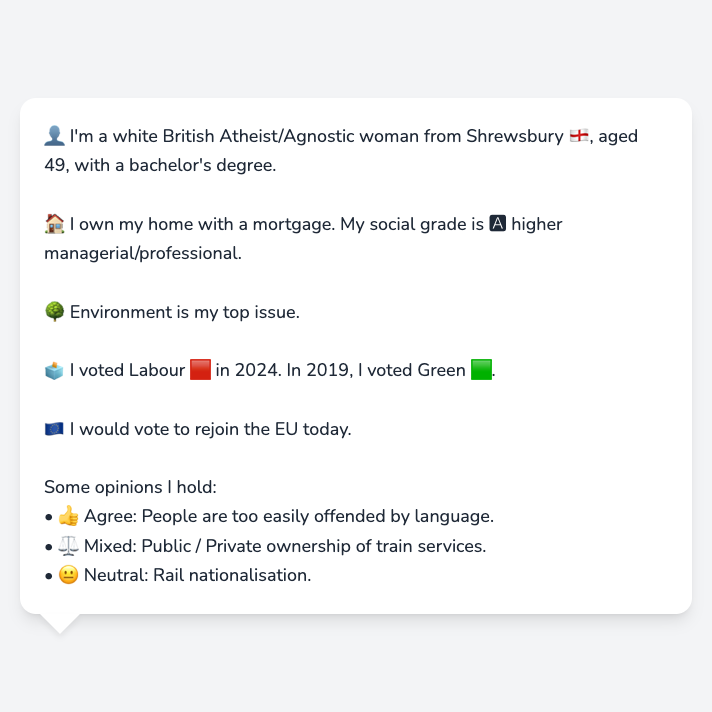 👤 I'm a white British Atheist/Agnostic woman from Shrewsbury 🏴󠁧󠁢󠁥󠁮󠁧󠁿, aged
49, with a bachelor's degree.
🏠 I own my home with a mortgage. My social grade is 🅰 higher
managerial/professional.
🌳 Environment is my top issue.
🗳️ I voted Labour 🟥 in 2024. In 2019, I voted Green 🟩.
🇪🇺 I would vote to rejoin the EU today.
Some opinions I hold:
• 👍 Agree: People are too easily offended by language.
• ⚖️ Mixed: Public / Private ownership of train services.
• 😐 Neutral: Rail nationalisation.